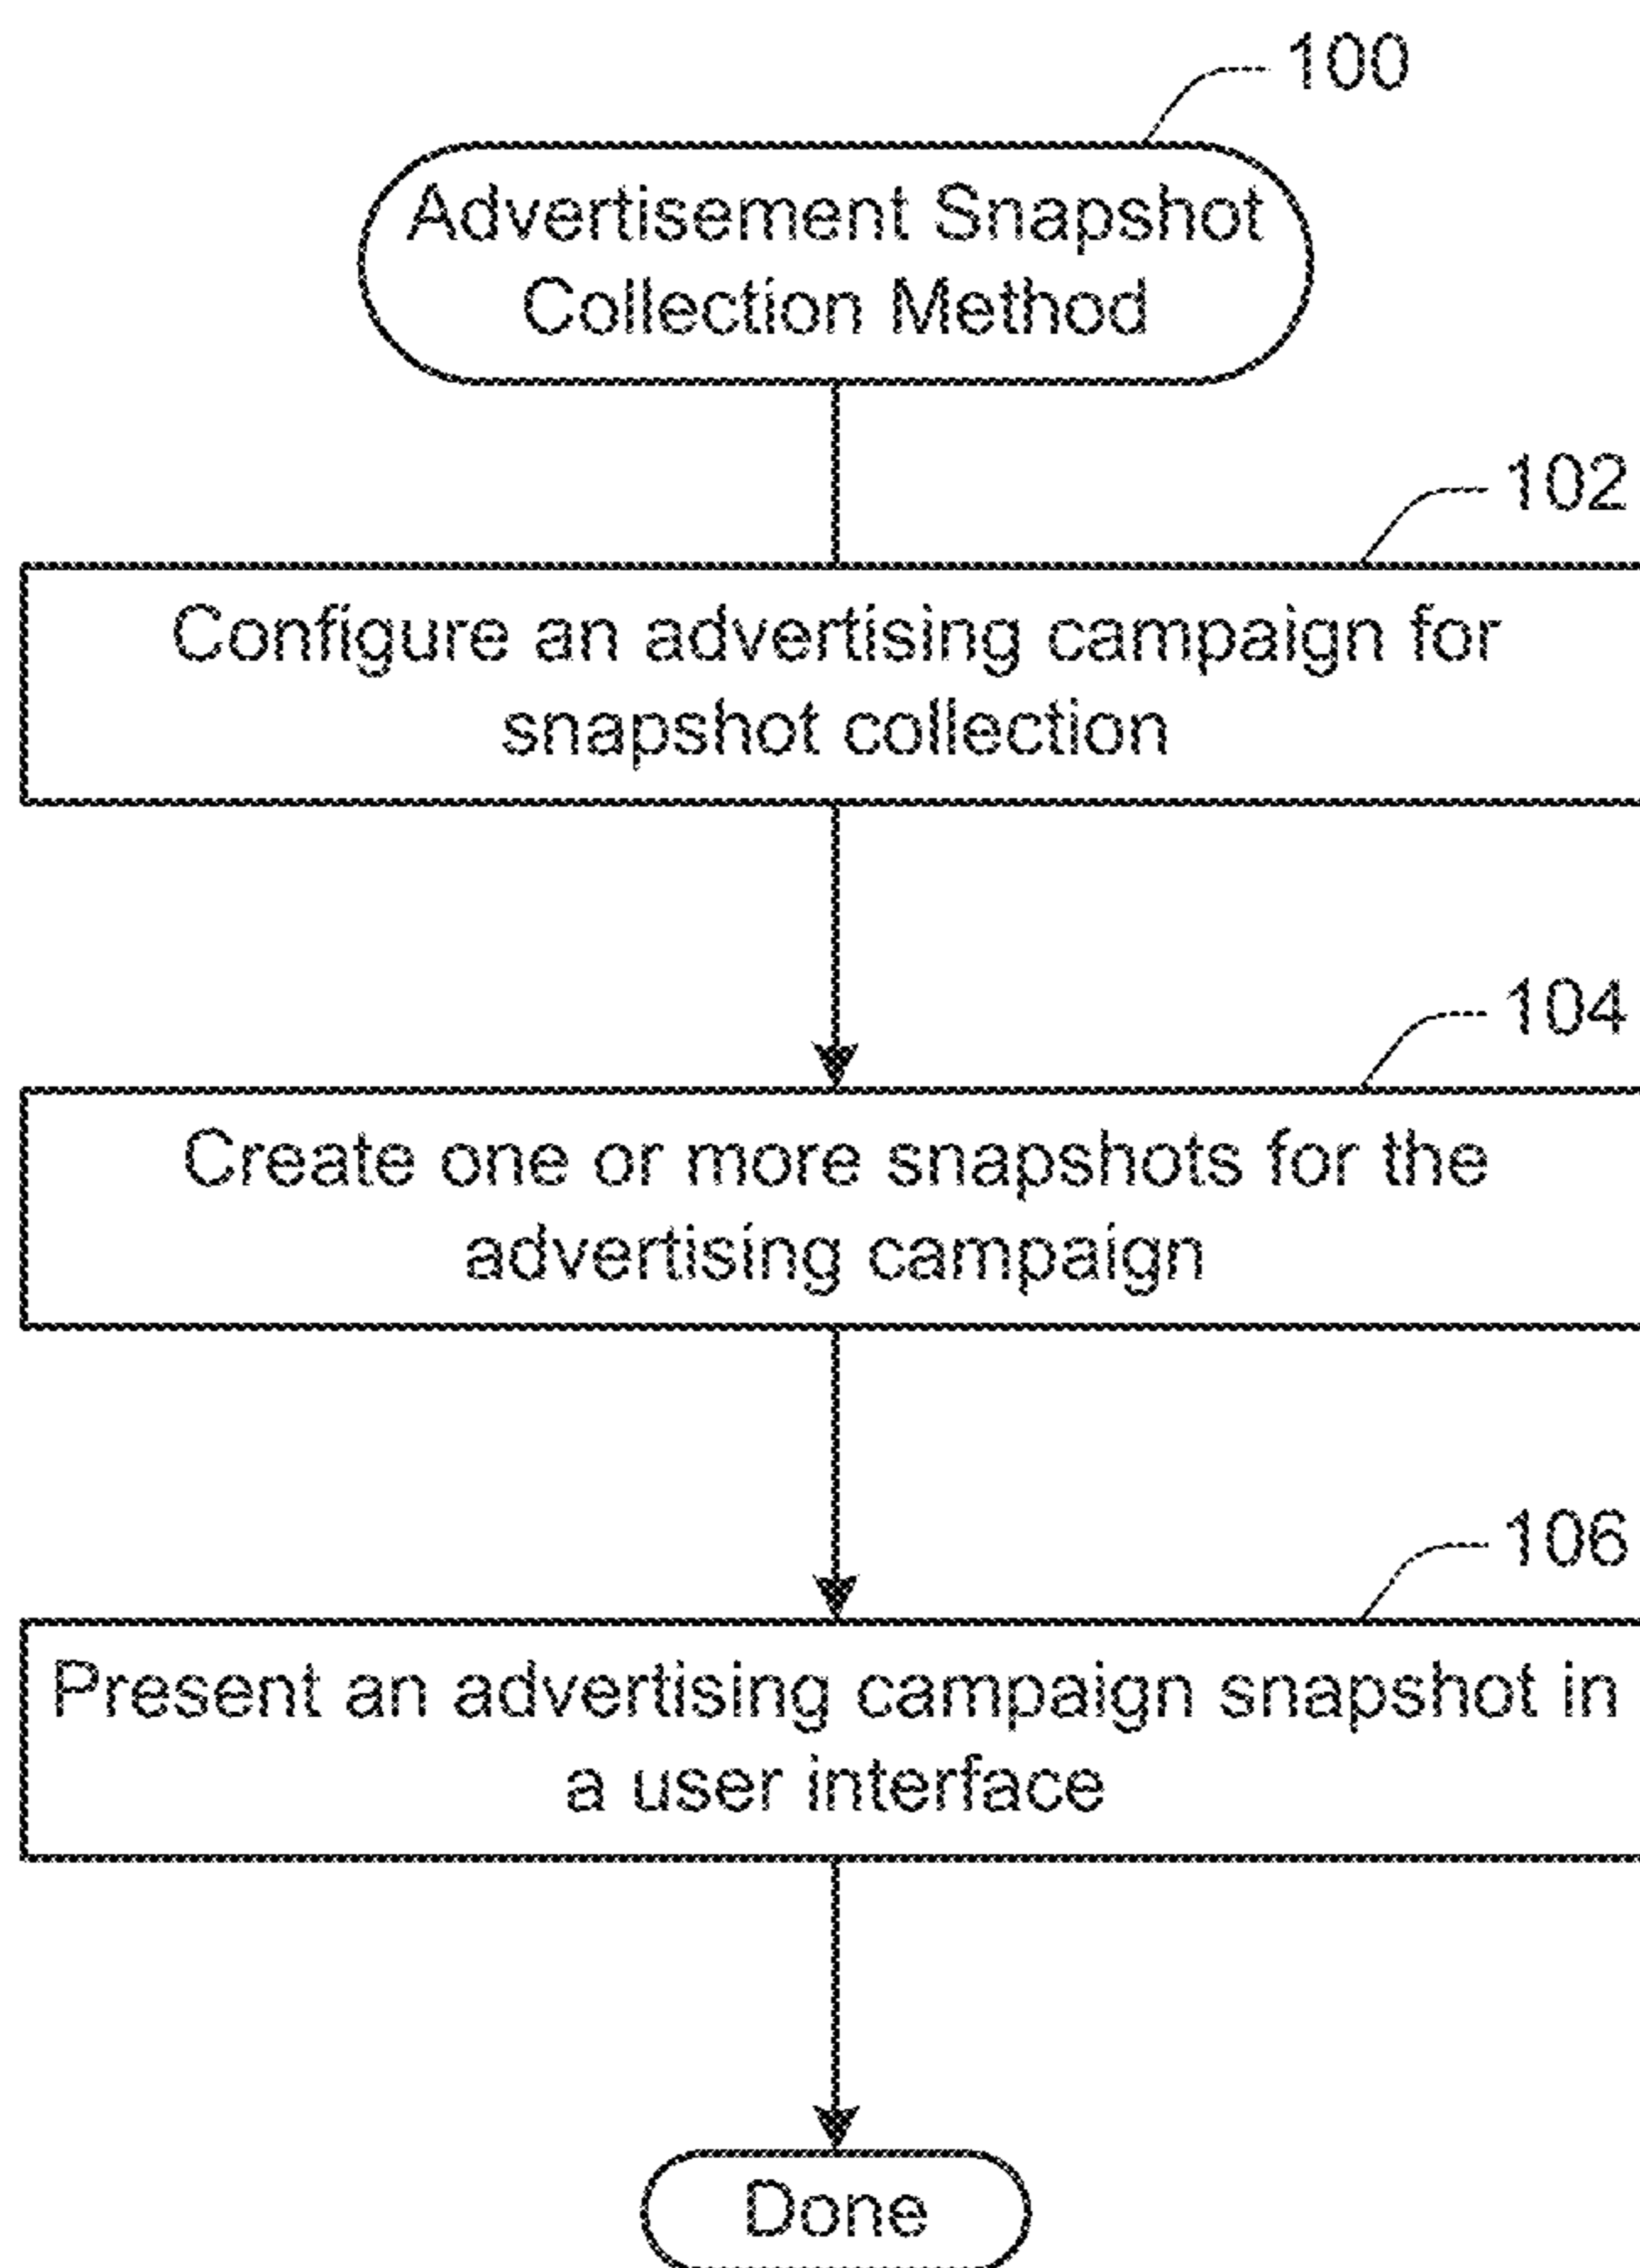 100
Advertisement Snapshot
Collection Method
102
Configure an advertising campaign for
snapshot collection
104
Create one or more snapshots for the
advertising campaign
106
Present an advertising campaign snapshot in
a user interface
Done